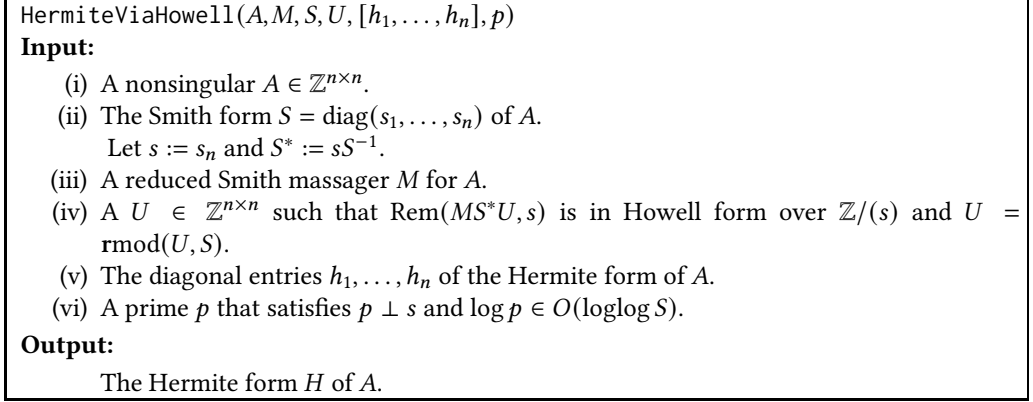 HermiteViaHowell(A,M,S,U,[h₁,...,hₙ],p)
Input:
(i) A nonsingular A ∈ ℤⁿˣⁿ.
(ii) The Smith form S = diag(s₁,...,sₙ) of A.
Let s := sₙ and S* := sS⁻¹.
(iii) A reduced Smith massager M for A.
(iv) A U ∈ ℤⁿˣⁿ such that Rem(MS*U,s) is in Howell form over ℤ/(s) and U =
rmod(U,S).
(v) The diagonal entries h₁,...,hₙ of the Hermite form of A.
(vi) A prime p that satisfies p ⊥ s and log p ∈ O(loglog S).
Output:
The Hermite form H of A.